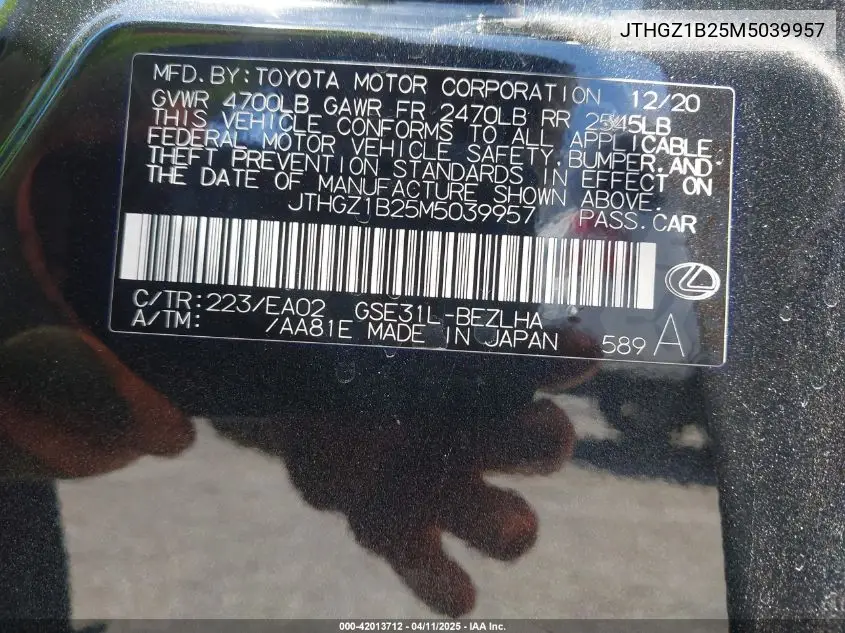 JTHGZ1B25M5039957
MFD. BY: TOYOTA MOTOR CORPORATION 12/20
GVWR 4700LB GAWR FR 2470LB RR 2545LB
THIS VEHICLE CONFORMS TO ALL APPLICABLE
FEDERAL MOTOR VEHICLE SAFETY, BUMPER, AND
THEFT PREVENTION STANDARDS IN EFFECT ON
THE DATE OF MANUFACTURE SHOWN ABOVE.
JTHGZ1B25M5039957 PASS. CAR
C/TR: 223/EA02 GSE31L-BEZLHA
A/TM: /AA81E MADE IN JAPAN 589 A
000-42013712 - 04/11/2025 - IAA Inc.